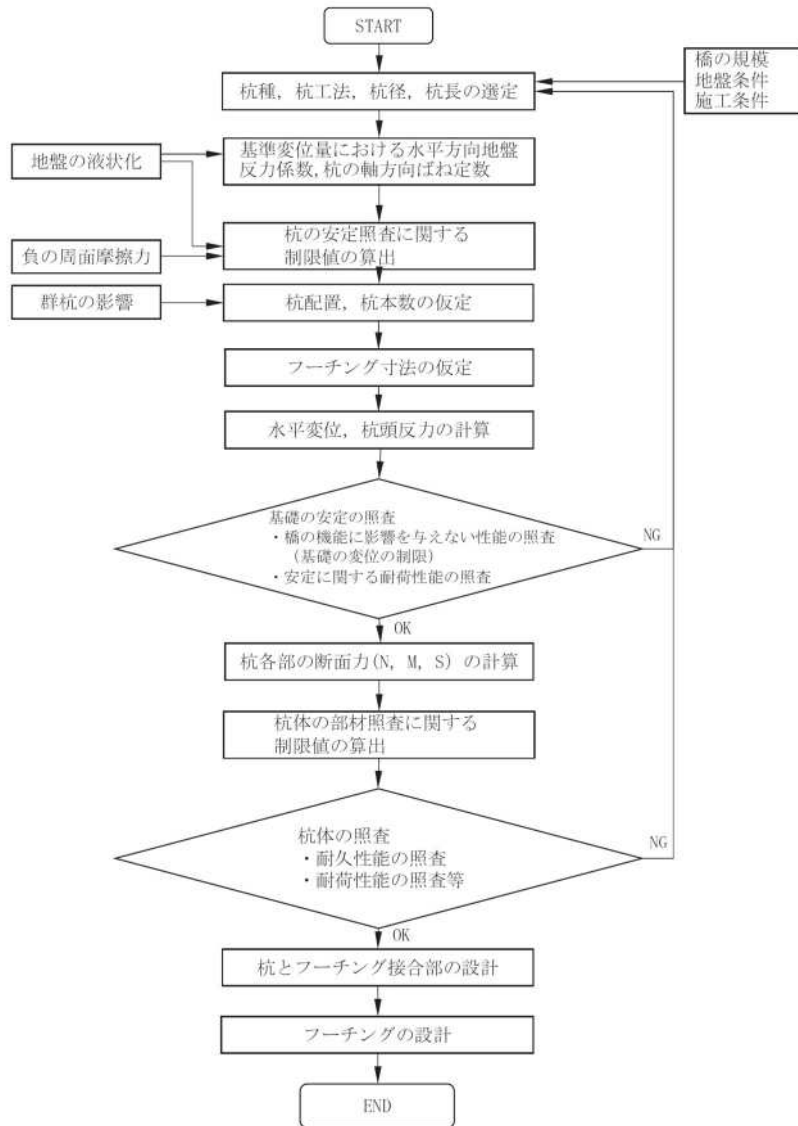 START
橋の規模
地盤条件
施工条件
杭種，杭工法，杭径，杭長の選定
地盤の液状化
基準変位量における水平方向地盤
反力係数,杭の軸方向ばね定数
負の周面摩擦力
杭の安定照査に関する
制限値の算出
群杭の影響
杭配置，杭本数の仮定
フーチング寸法の仮定
水平変位，杭頭反力の計算
基礎の安定の照査
・橋の機能に影響を与えない性能の照査
（基礎の変位の制限）
・安定に関する耐荷性能の照査
NG
OK
杭各部の断面力(N, M, S) の計算
杭体の部材照査に関する
制限値の算出
杭体の照査
・耐久性能の照査
・耐荷性能の照査等
NG
OK
杭とフーチング接合部の設計
フーチングの設計
END